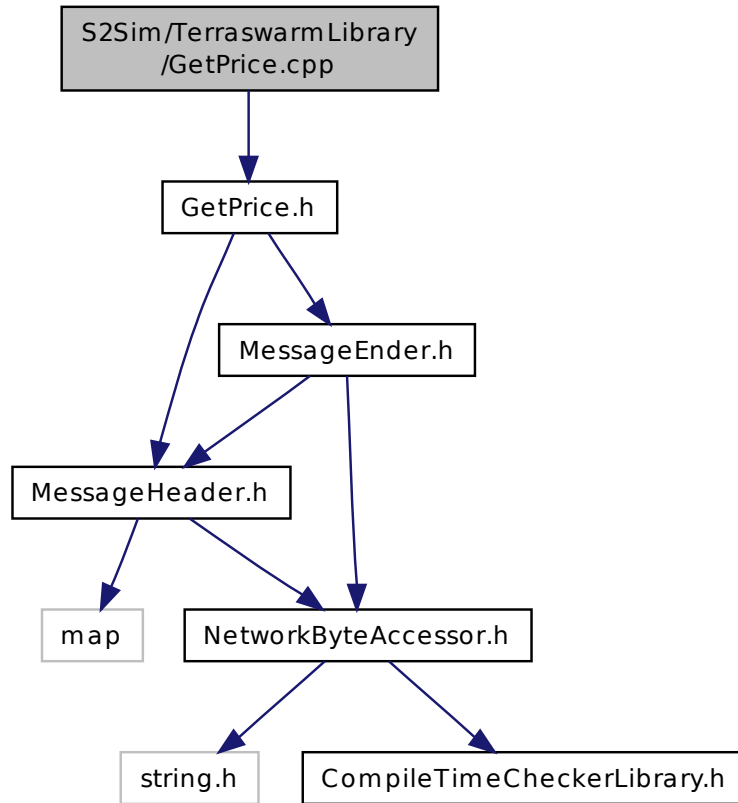 S2Sim/TerraswarmLibrary
/GetPrice.cpp
GetPrice.h
MessageEnder.h
MessageHeader.h
map
NetworkByteAccessor.h
string.h
CompileTimeCheckerLibrary.h